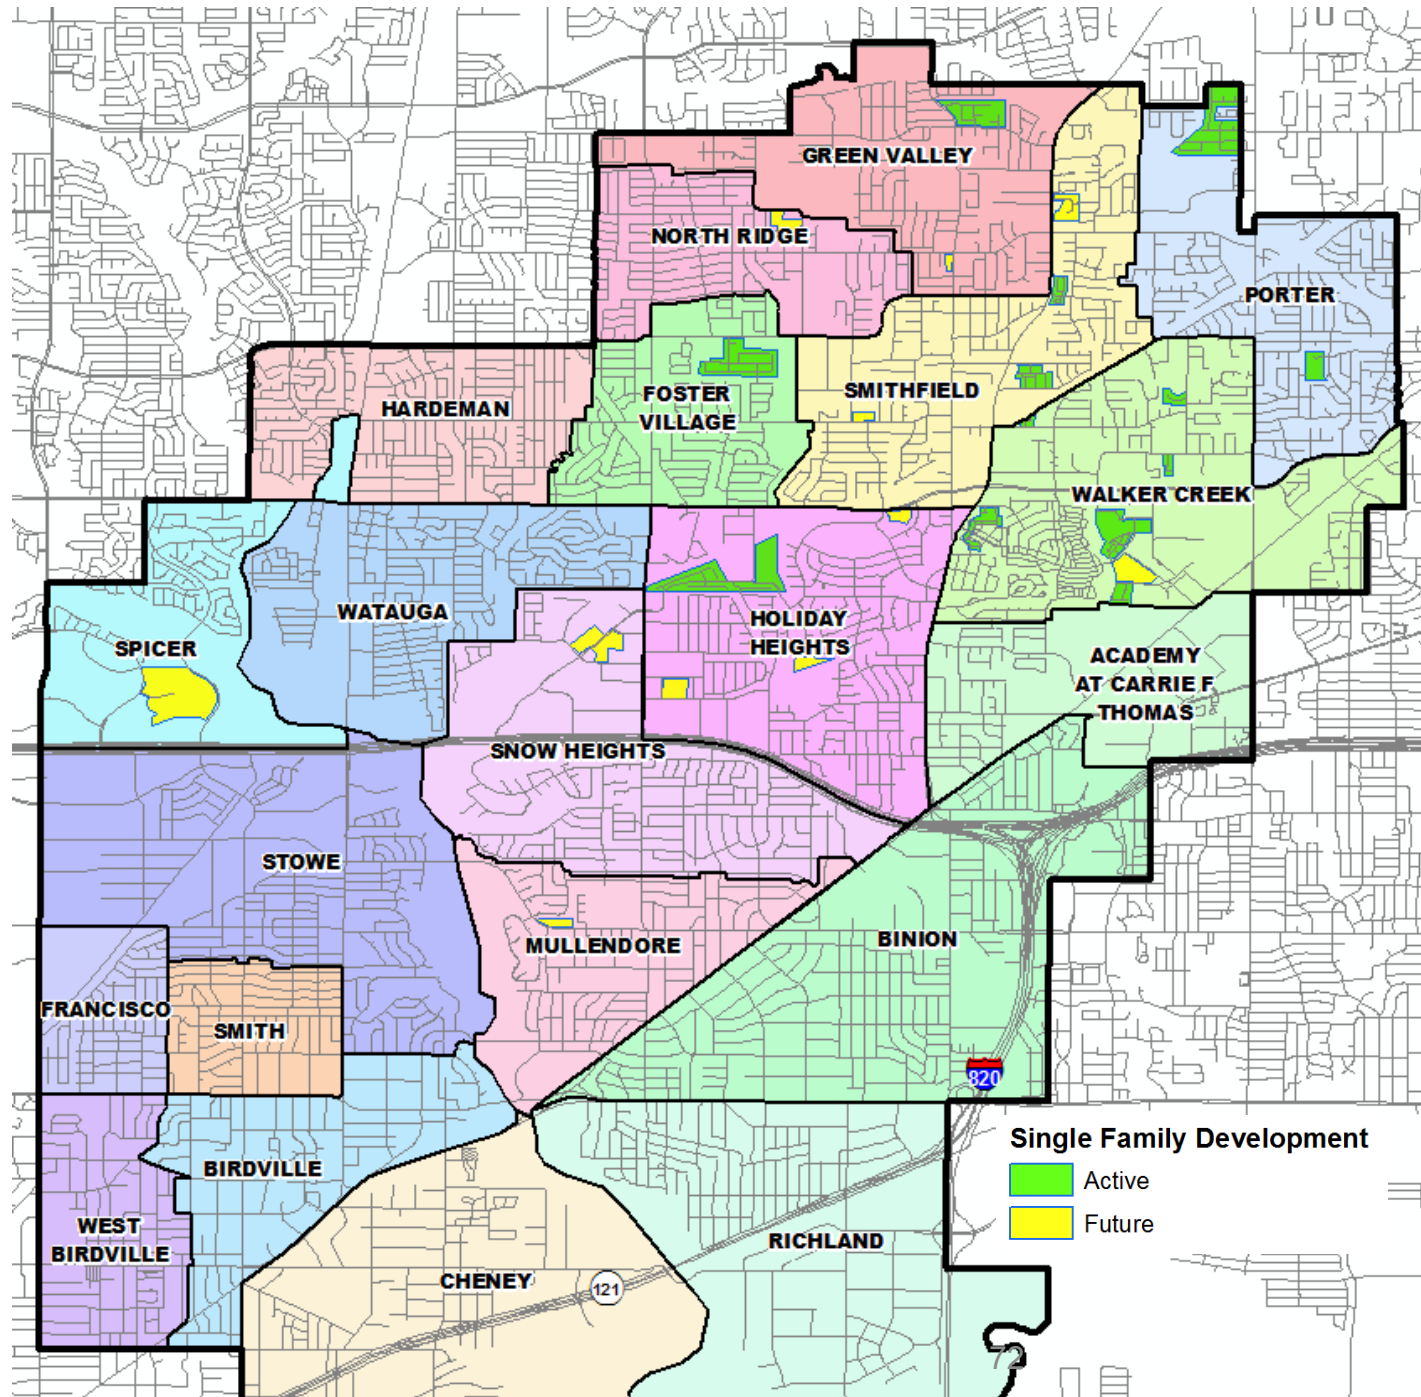 GREEN VALLEY
NORTH RIDGE
PORTER
HARDEMAN
FOSTER
VILLAGE
SMITHFIELD
WALKER CREEK
WATAUGA
HOLIDAY
HEIGHTS
SPICER
ACADEMY
AT CARRIE F
THOMAS
SNOW HEIGHTS
STOWE
MULLENDORE
BINION
FRANCISCO
SMITH
820
Single Family Development
Active
Future
BIRDVILLE
WEST
BIRDVILLE
RICHLAND
CHENEY
121
72